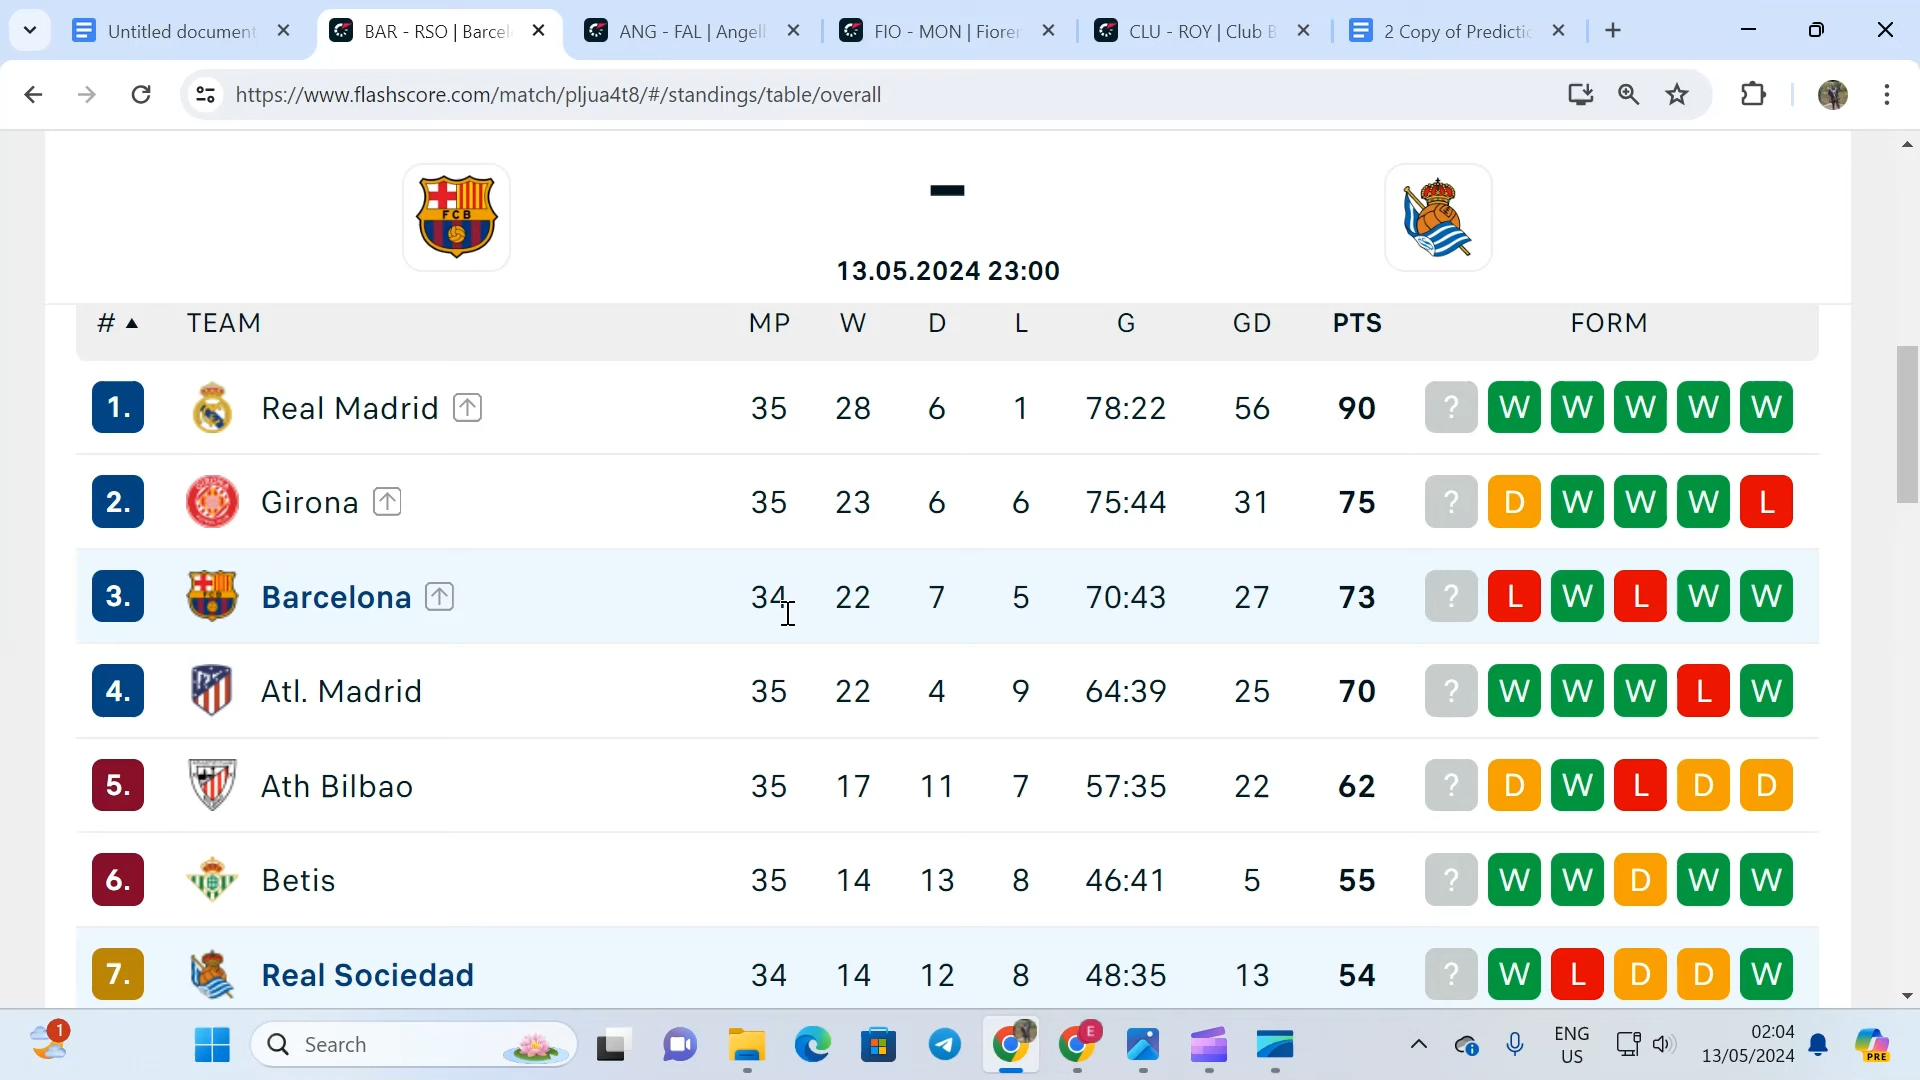 Untitled document
BAR - RSO | Barcel
ANG - FAL | Angell
FIO - MON | Fioren
CLU - ROY | Club B
2 Copy of Predictic
https://www.flashscore.com/match/pljua4t8/#/standings/table/overall
FCB
-
13.05.2024 23:00
# TEAM MP W D L G GD PTS FORM
1. Real Madrid 35 28 6 1 78:22 56 90 ? W W W W W
2. Girona 35 23 6 6 75:44 31 75 ? D W W W L
3. Barcelona 34 22 7 5 70:43 27 73 ? L W L W W
4. Atl. Madrid 35 22 4 9 64:39 25 70 ? W W W L W
5. Ath Bilbao 35 17 11 7 57:35 22 62 ? D W L D D
6. Betis 35 14 13 8 46:41 5 55 ? W W D W W
7. Real Sociedad 34 14 12 8 48:35 13 54 ? W L D D W
1
Search
E
ENG
US
02:04
13/05/2024
PRE